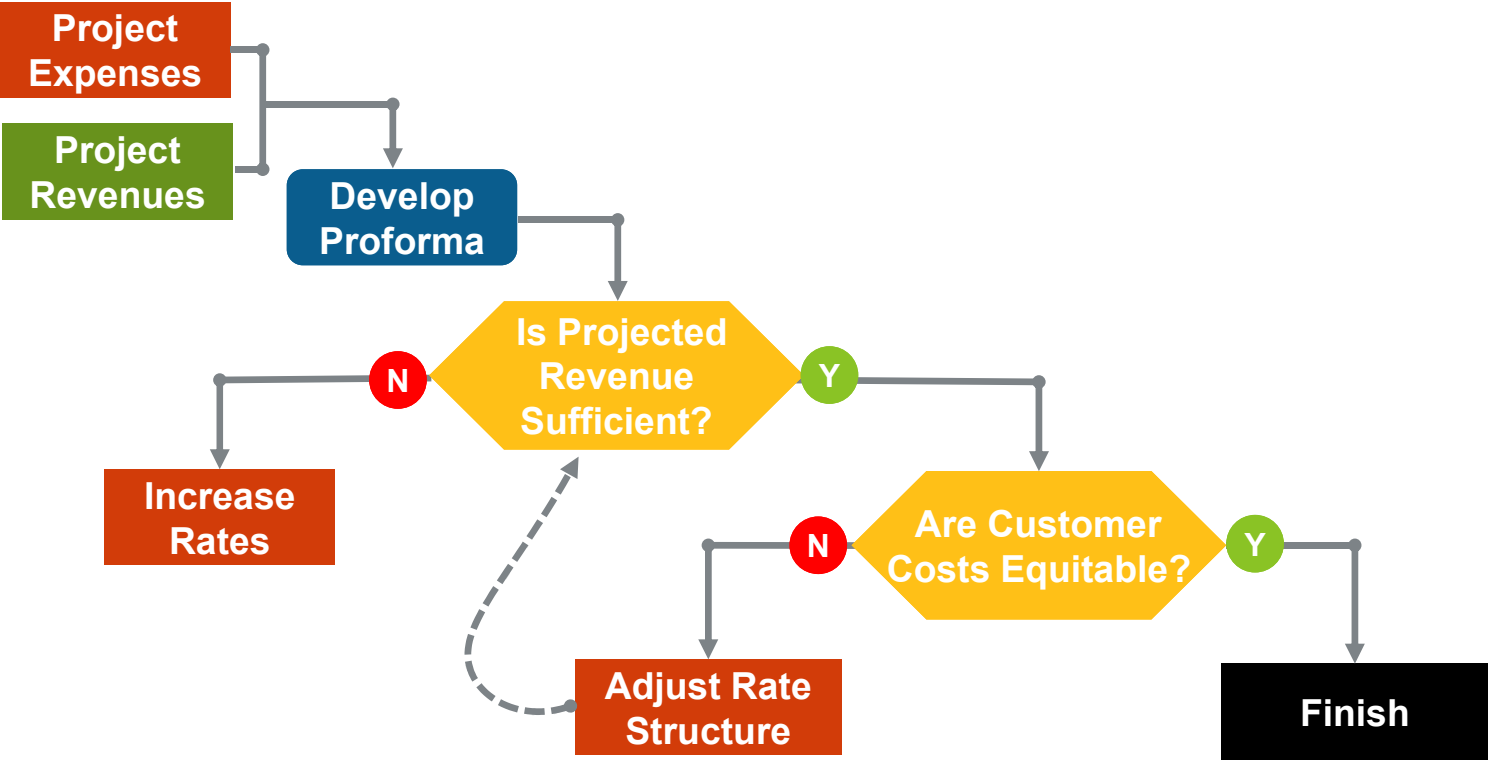 Project
Expenses
Project
Revenues
Develop
Proforma
Is Projected
Revenue
Sufficient?
N
Y
Increase
Rates
Are Customer
Costs Equitable?
N
Y
Adjust Rate
Structure
Finish